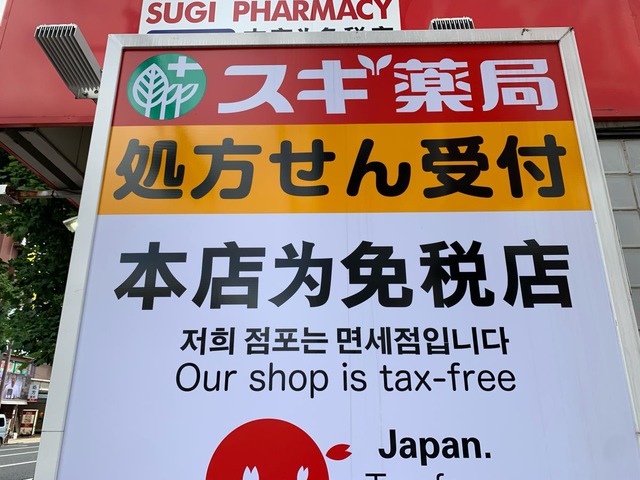 SUGI PHARMACY
スギ薬局
処方せん受付
本店为免税店
저희 점포는 면세점입니다
Our shop is tax-free
Japan.